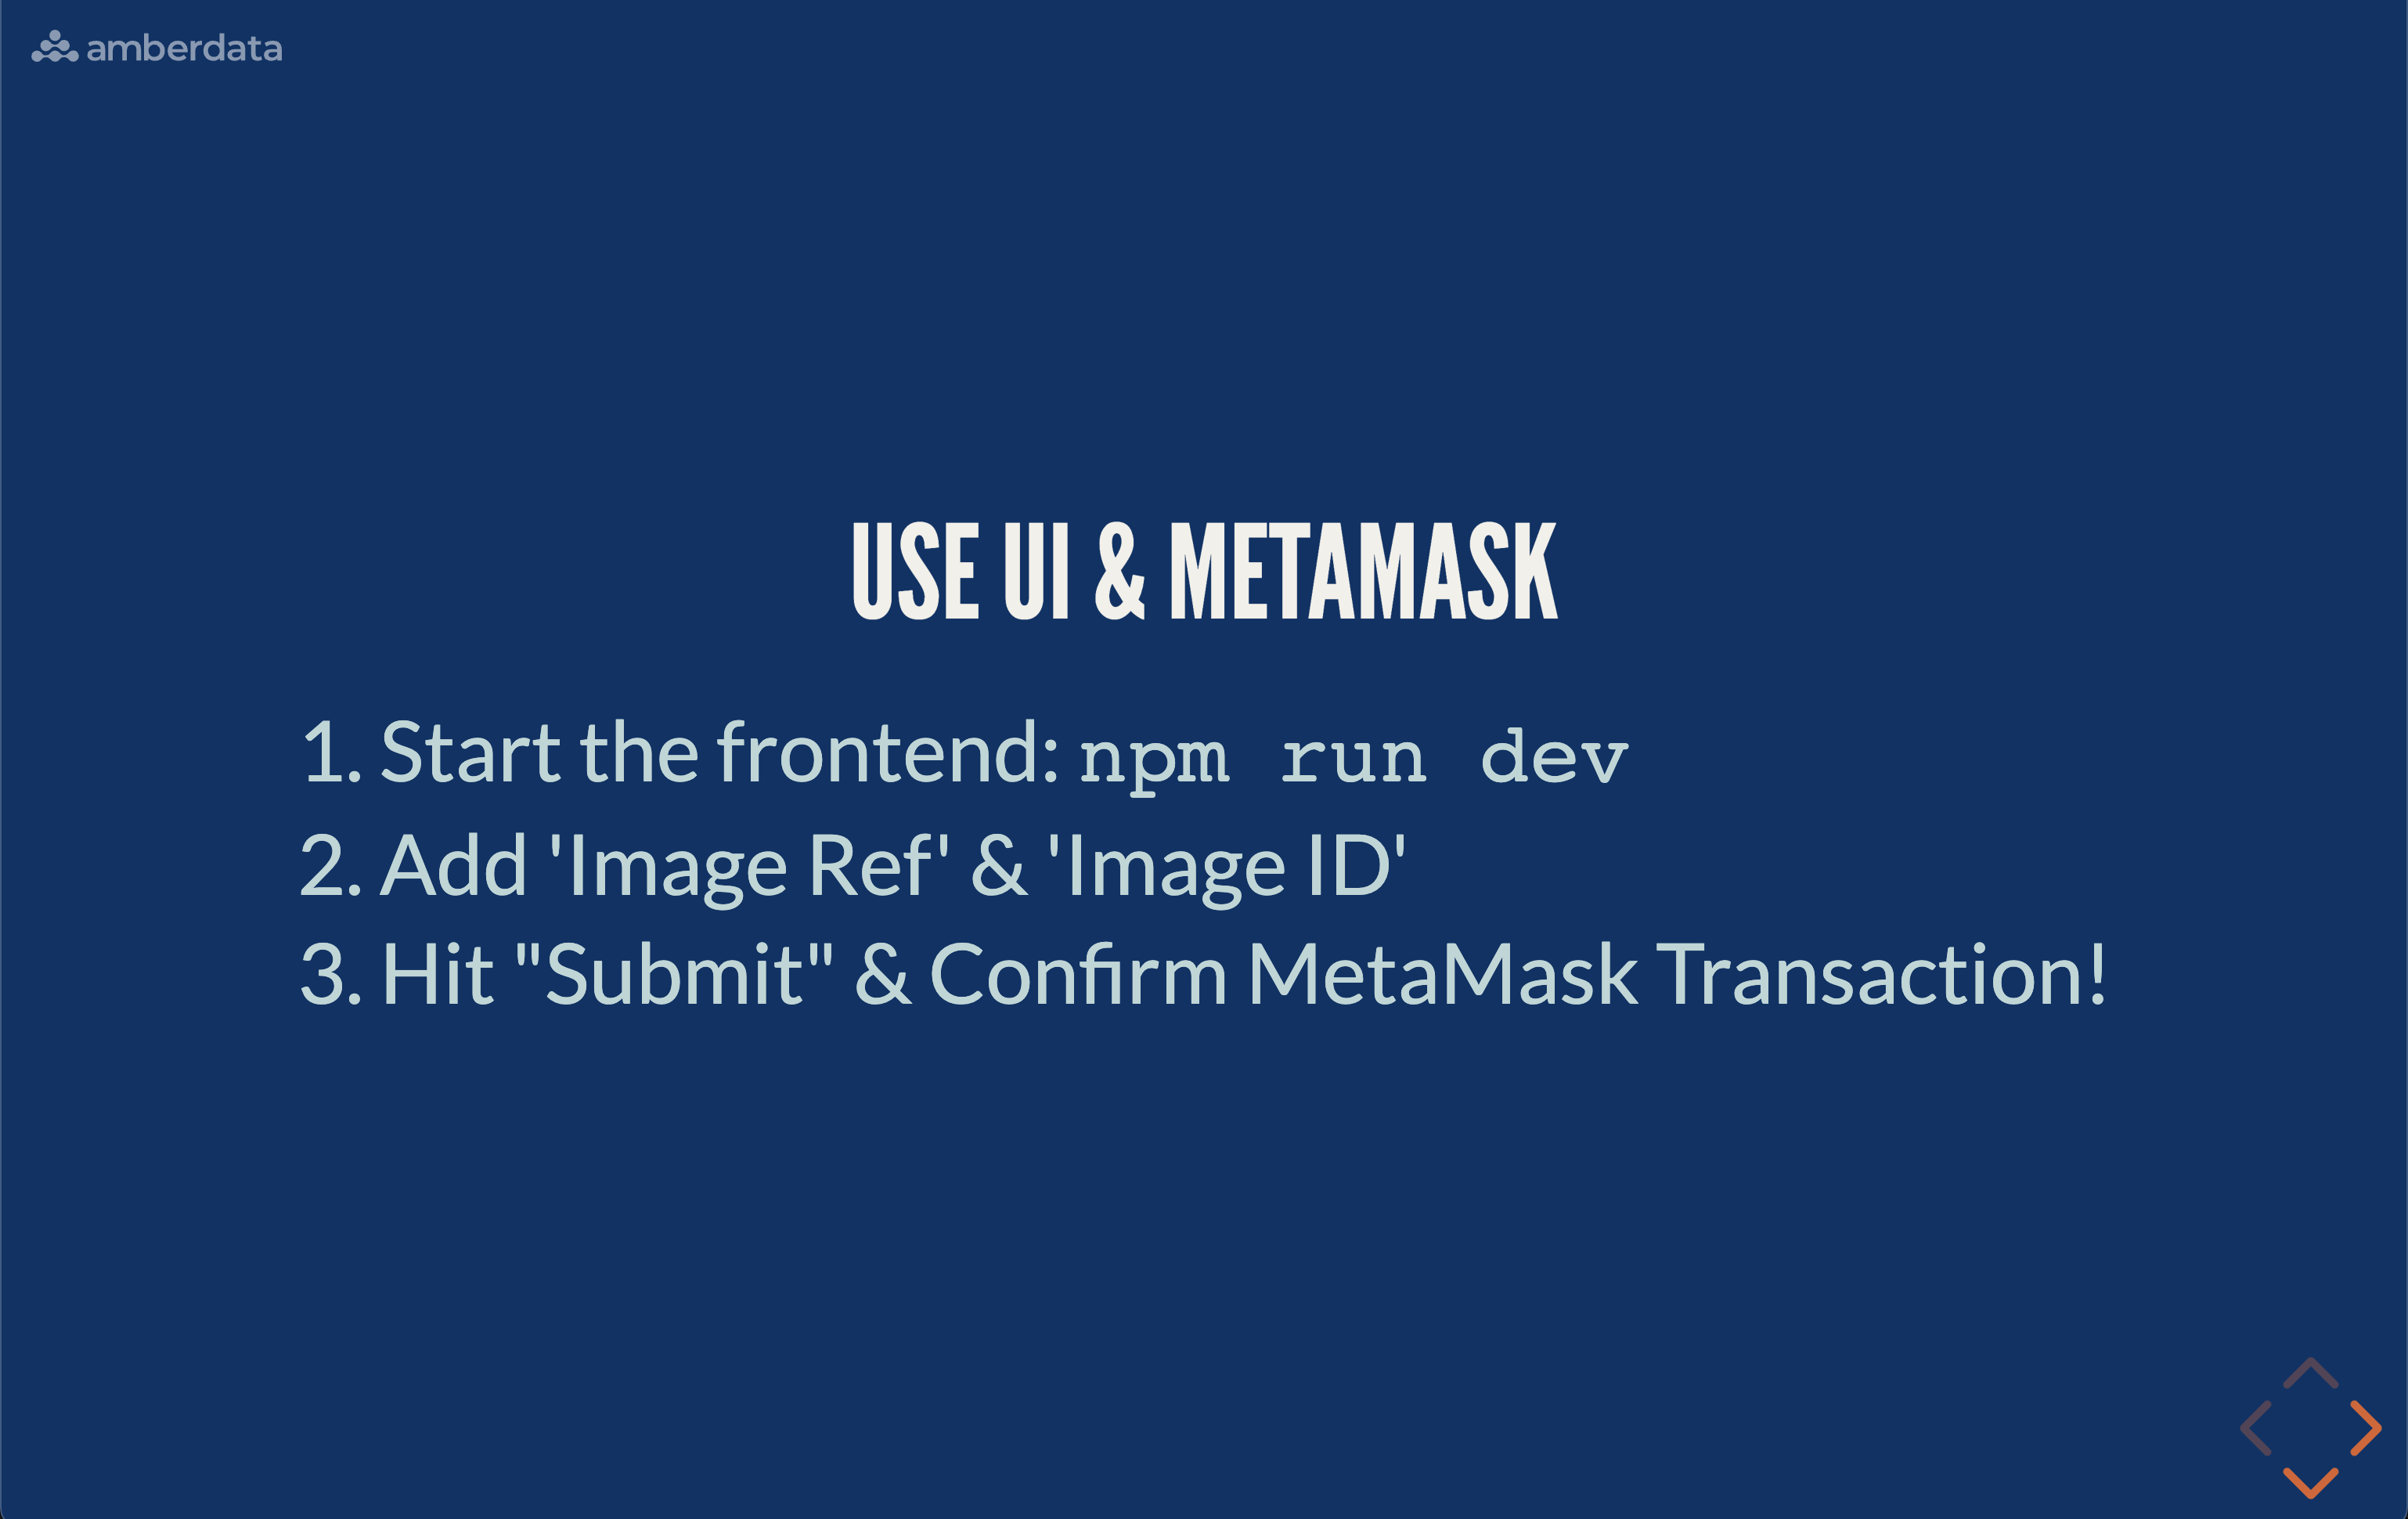 amberdata
USE UI & METAMASK
1. Start the frontend: npm run dev
2. Add 'Image Ref' & 'Image ID'
3. Hit "Submit" & Confirm MetaMask Transaction!